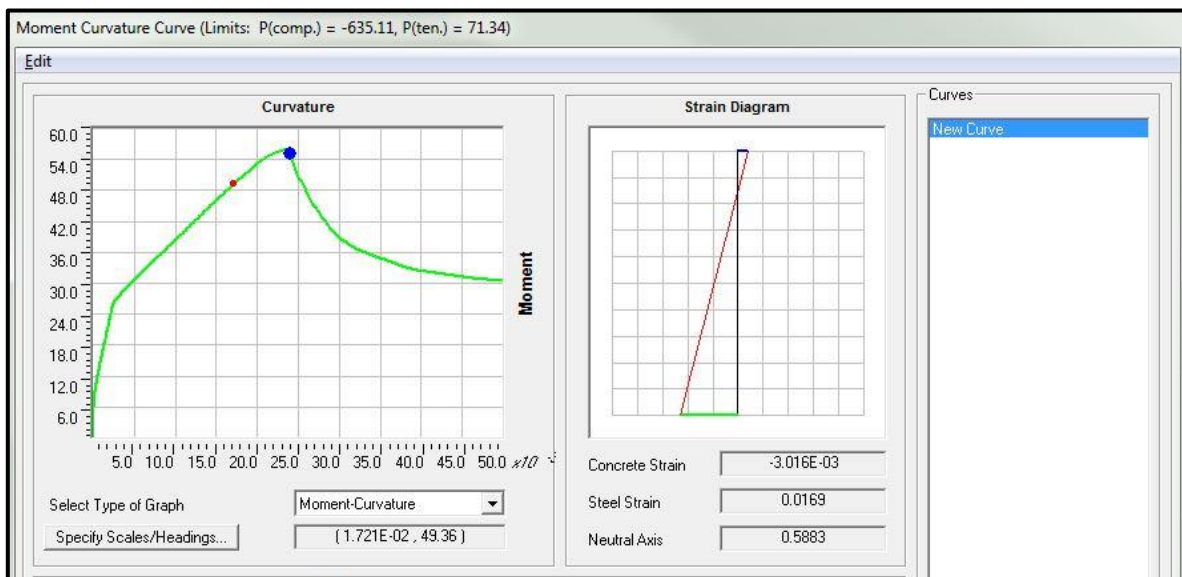 Moment Curvature Curve (Limits: P(comp.) = -635.11, P(ten.) = 71.34)
Edit
Curvature
60.0
54.0
48.0
42.0
36.0
30.0
24.0
18.0
12.0
6.0
5.0 10.0 15.0 20.0 25.0 30.0 35.0 40.0 45.0 50.0 x10 -3
Moment
Select Type of Graph
Moment-Curvature
Specify Scales/Headings...
( 1.721E-02 , 49.36 )
Strain Diagram
Concrete Strain
-3.016E-03
Steel Strain
0.0169
Neutral Axis
0.5883
Curves
New Curve